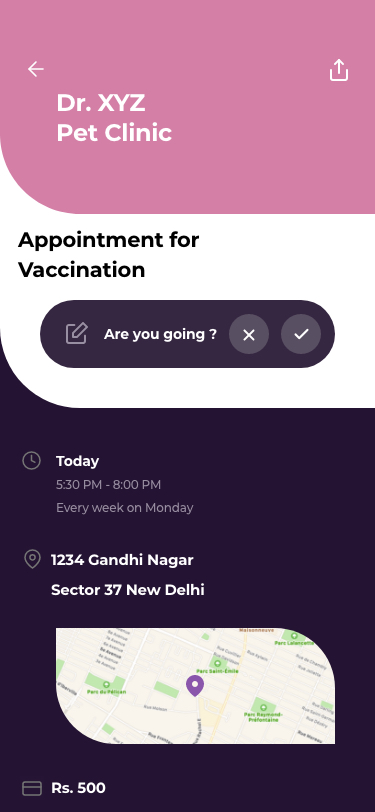 Dr. XYZ
Pet Clinic
Appointment for
Vaccination
Are you going ?
Today
5:30 PM - 8:00 PM
Every week on Monday
1234 Gandhi Nagar
Sector 37 New Delhi
Maisonneuve
Parc Lalancette
Parc Saint-Émile
Parc Du-Pélican
Parc Raymond-
Préfontaine
Rs. 500